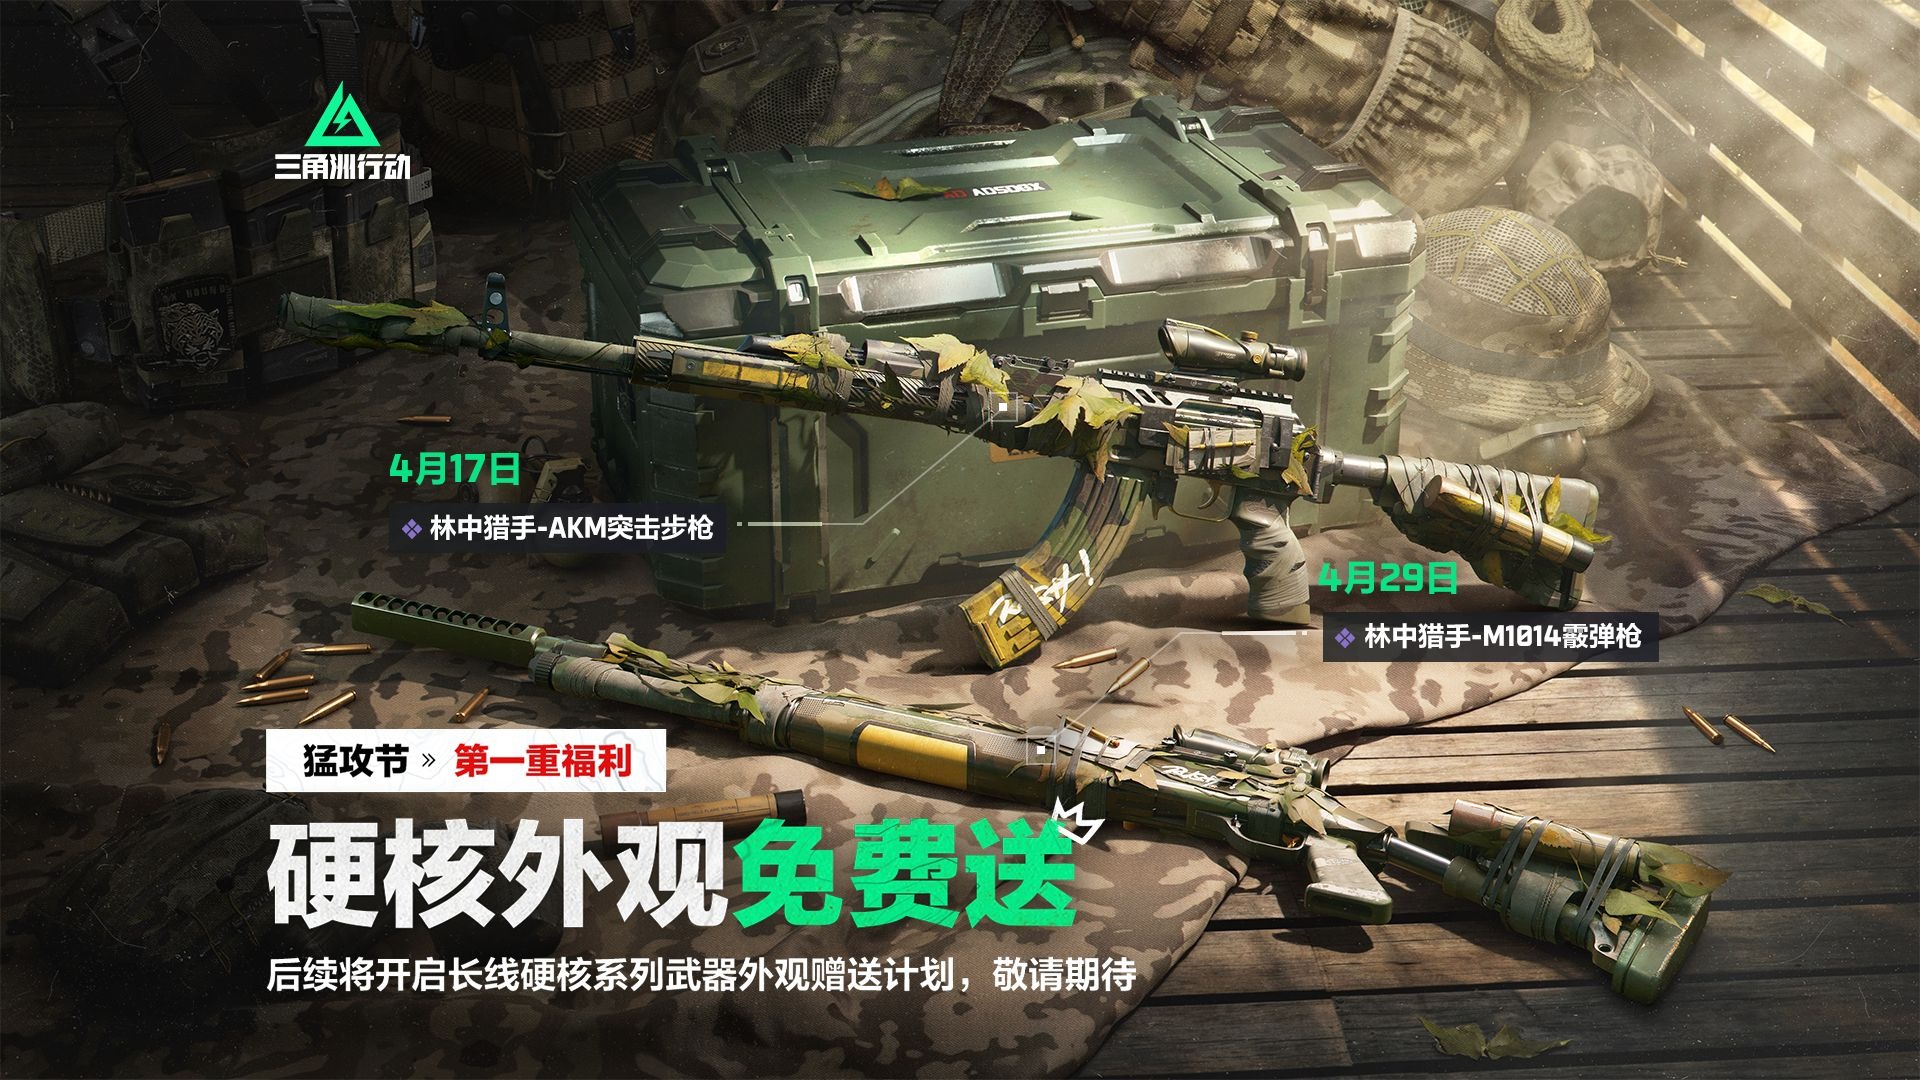 三角洲行动
ADSDGX
4月17日
林中猎手-AKM突击步枪
4月29日
林中猎手-M1014霰弹枪
猛攻节 » 第一重福利
硬核外观免费送
后续将开启长线硬核系列武器外观赠送计划，敬请期待